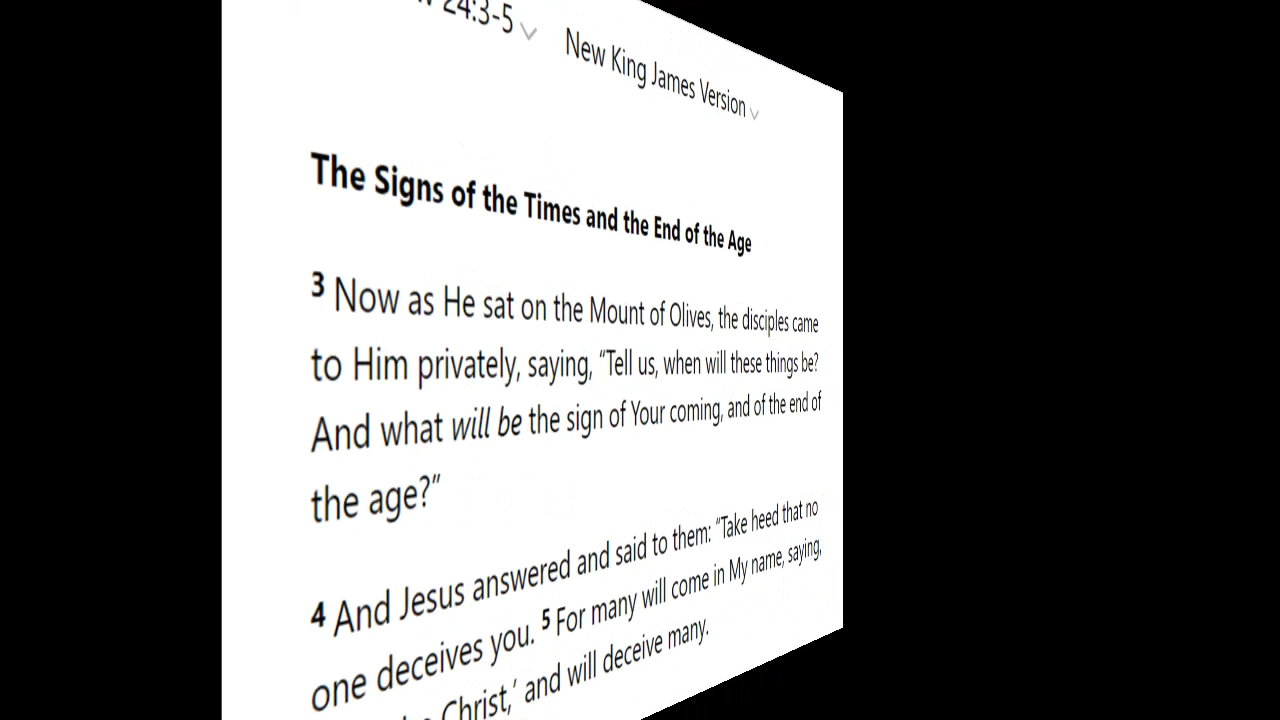 24:3-5 New King James Version
The Signs of the Times and the End of the Age
3 Now as He sat on the Mount of Olives, the disciples came
to Him privately, saying, “Tell us, when will these things be?
And what will be the sign of Your coming, and of the end of
the age?”
4 And Jesus answered and said to them: “Take heed that no
one deceives you. 5 For many will come in My name, saying,
Christ,’ and will deceive many.